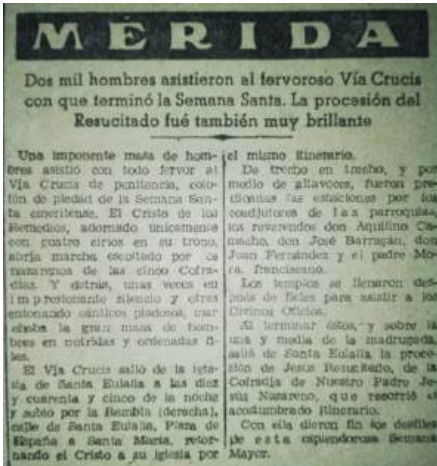 MÉRIDA
Dos mil hombres asistieron al fervoroso Vía Crucis
con que terminó la Semana Santa. La procesión del
Resucitado fué también muy brillante
Una imponente masa de hom-
bres asistió con todo fervor al
Vía Crucis de penitencia, colo-
fón de piedad de la Semana San-
ta emeritense. El Cristo de los
Remedios, adornado únicamente
con cuatro cirios en su trono,
abría marcha escoltado por os
nazarenos de las cinco Cofra-
días. Y detrás, unas veces en
impresionante silencio y otras
entonando cánticos piadosos, mar
chaba la gran masa de hom-
bres en nutridas y ordenadas fi-
las.
El Vía Crucis salió de la igle-
sia de Santa Eulalia a las diez
y cuarenta y cinco de la noche
y subió por la Rambla (derecha),
calle de Santa Eulalia, Plaza de
España a Santa María, retor-
nando el Cristo a su iglesia por
el mismo itinerario.
De trecho en trecho, y por
medio de altavoces, fueron pre-
dicadas las estaciones por los
coadjutores de las parroquias,
los reverendos don Aquilino Ca-
macho, don José Barragán, don
Juan Fernández y el padre Mo-
ra, franciscano.
Los templos se llenaron des-
pués de fieles para asistir a los
Divinos Oficios.
Al terminar éstos, y sobre la
una y media de la madrugada,
salió de Santa Eulalia la proce-
sión de Jesús Resucitado, de la
Cofradía de Nuestro Padre Je-
sús Nazareno, que recorrió el
acostumbrado itinerario.
Con ella dieron fin los desfiles
de esta esplendorosa Semana
Mayor.